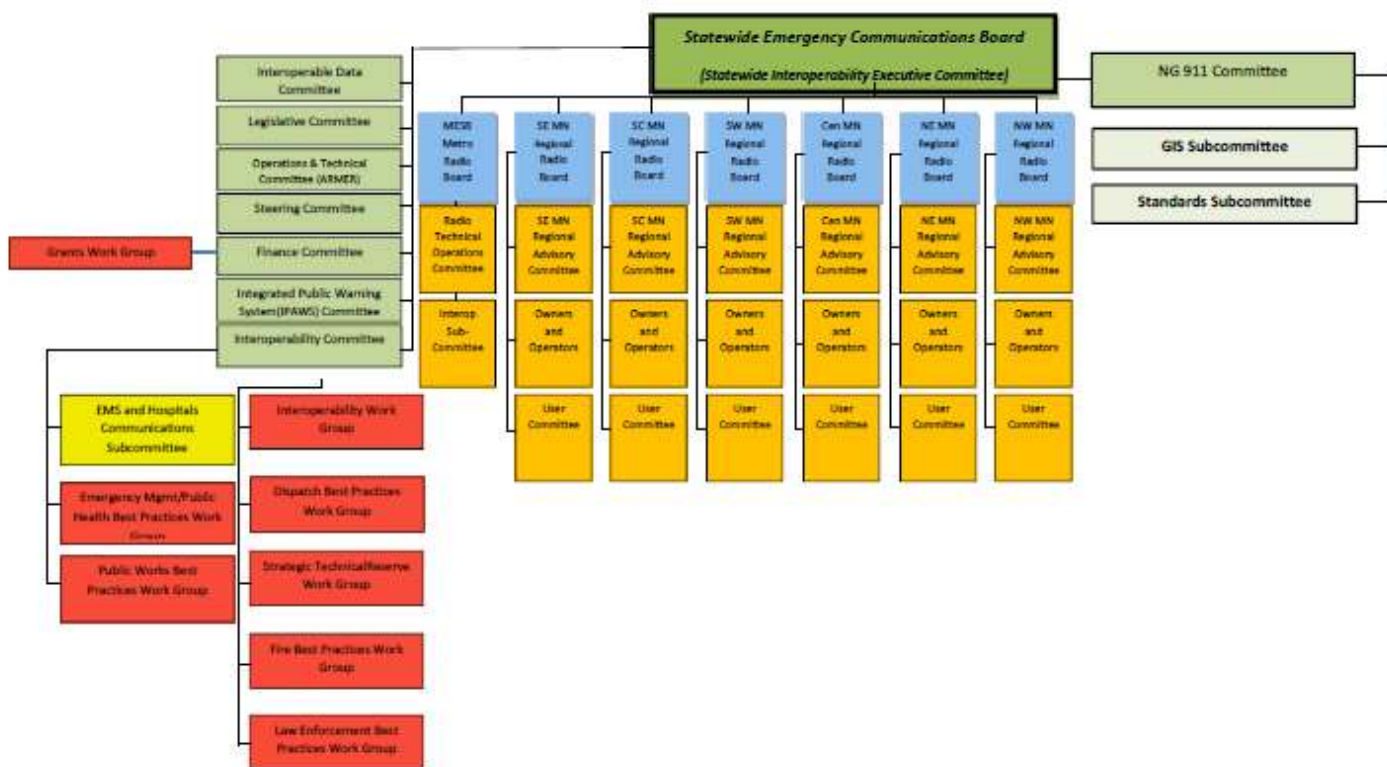 Statewide Emergency Communications Board
(Statewide Interoperability Executive Committee)
Interoperable Data
Committee
Legislative Committee
Operations & Technical
Committee (ARMER)
Steering Committee
Finance Committee
Integrated Public Warning
System(IPAWS) Committee
Interoperability Committee
Grants Work Group
NG 911 Committee
GIS Subcommittee
Standards Subcommittee
MESB
Metro
Radio
Board
SE MN
Regional
Radio
Board
SC MN
Regional
Radio
Board
SW MN
Regional
Radio
Board
Cen MN
Regional
Radio
Board
NE MN
Regional
Radio
Board
NW MN
Regional
Radio
Board
Radio
Technical
Operations
Committee
SE MN
Regional
Advisory
Committee
SC MN
Regional
Advisory
Committee
SW MN
Regional
Advisory
Committee
Cen MN
Regional
Advisory
Committee
NE MN
Regional
Advisory
Committee
NW MN
Regional
Advisory
Committee
Interop
Sub-
Committee
Owners
and
Operators
Owners
and
Operators
Owners
and
Operators
Owners
and
Operators
Owners
and
Operators
Owners
and
Operators
User
Committee
User
Committee
User
Committee
User
Committee
User
Committee
User
Committee
EMS and Hospitals
Communications
Subcommittee
Emergency Mgmt/Public
Health Best Practices Work
Group
Public Works Best
Practices Work Group
Interoperability Work
Group
Dispatch Best Practices
Work Group
Strategic TechnicalReserve
Work Group
Fire Best Practices Work
Group
Law Enforcement Best
Practices Work Group